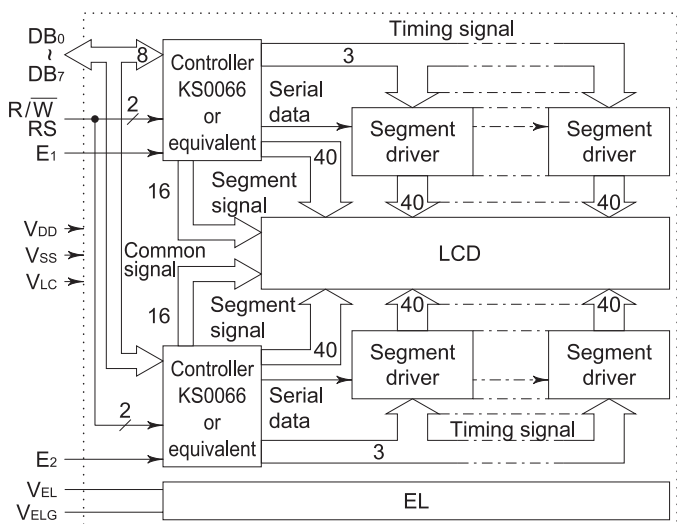 Timing signal
DB0
~
DB7
8
Controller
KS0066
or
equivalent
3
Serial
data
Segment
driver
Segment
driver
R/W̅
RS
2
E1
40
16
Segment
signal
40
40
VDD
VSS
VLC
Common
signal
LCD
16
Segment
signal
40
40
40
Controller
KS0066
or
equivalent
Segment
driver
Segment
driver
Serial
data
2
Timing signal
3
E2
VEL
VELG
EL